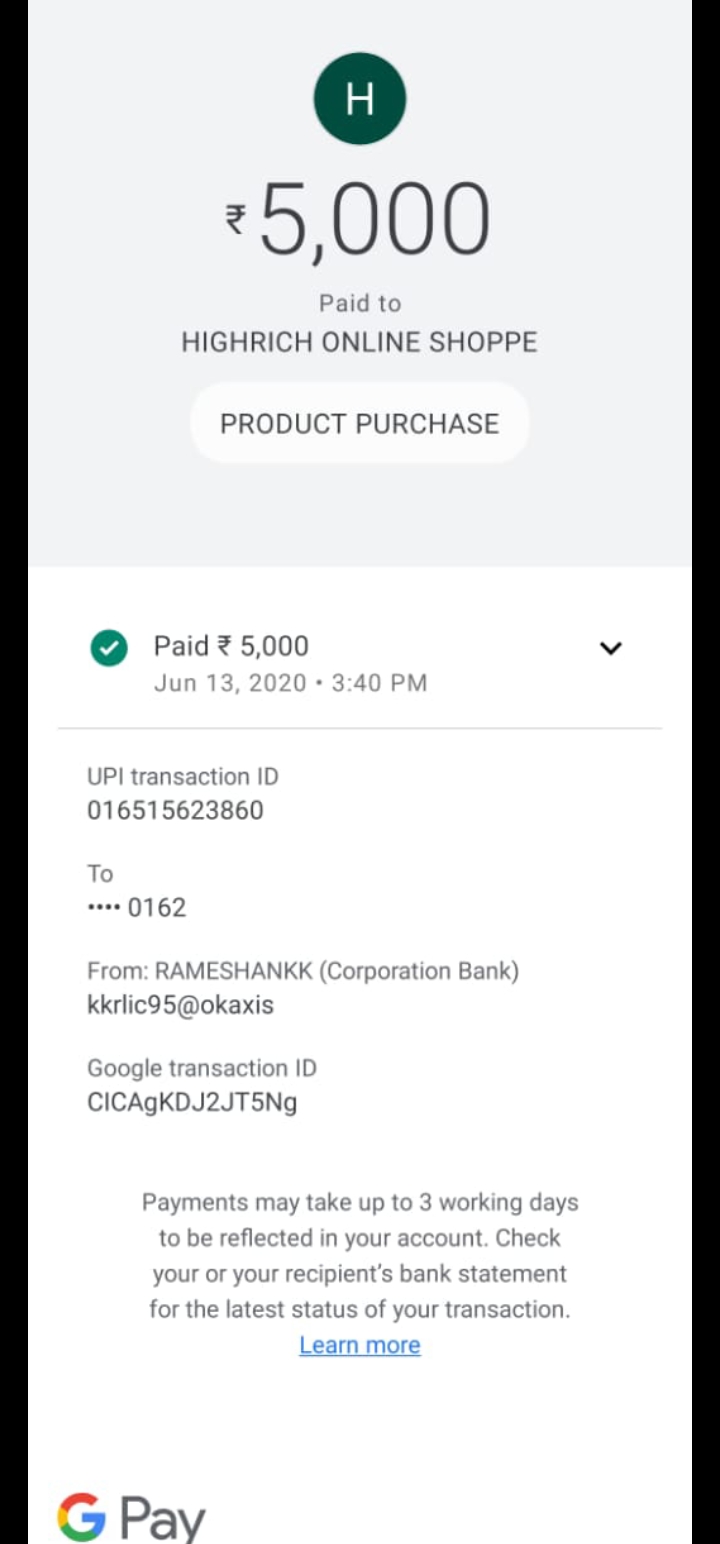 H
₹5,000
Paid to
HIGHRICH ONLINE SHOPPE
PRODUCT PURCHASE
Paid ₹ 5,000
Jun 13, 2020 • 3:40 PM
UPI transaction ID
016515623860
To
•••• 0162
From: RAMESHANKK (Corporation Bank)
kkrlic95@okaxis
Google transaction ID
CICAgKDJ2JT5Ng
Payments may take up to 3 working days
to be reflected in your account. Check
your or your recipient's bank statement
for the latest status of your transaction.
Learn more
G Pay